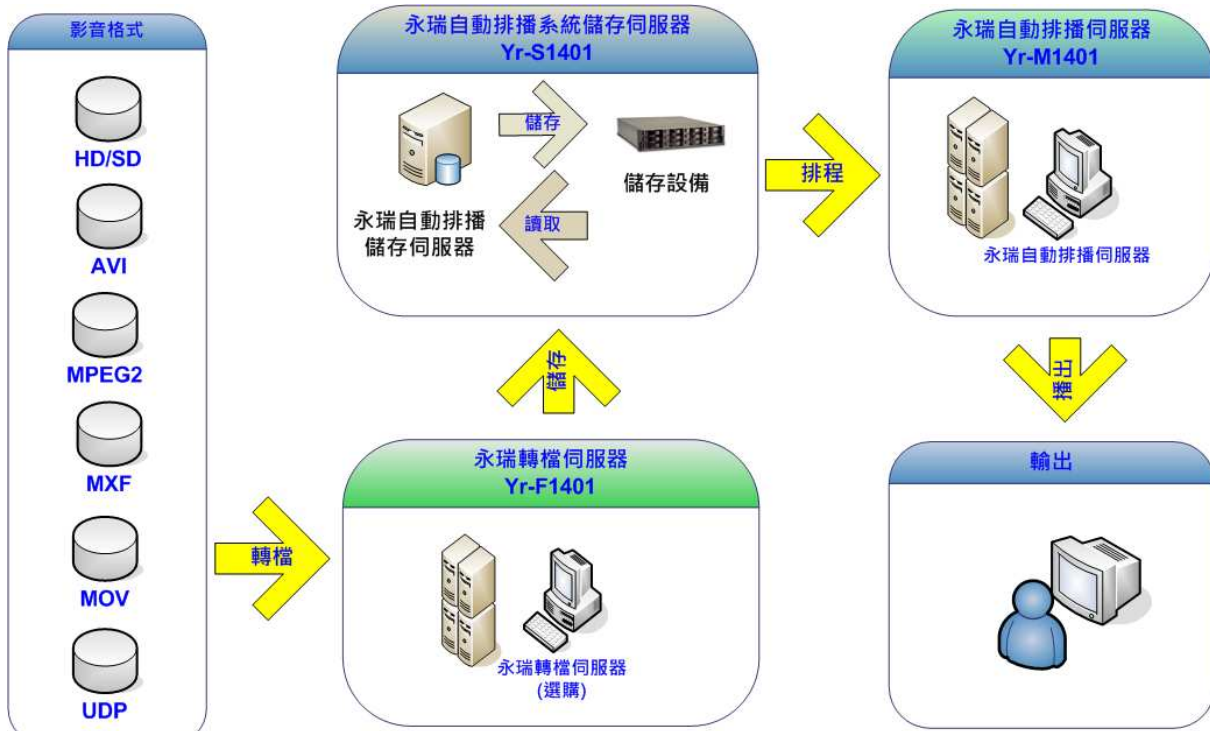 影音格式
HD/SD
AVI
MPEG2
MXF
MOV
UDP
轉檔
永瑞自動排播系統儲存伺服器
Yr-S1401
儲存
讀取
永瑞自動排播
儲存伺服器
儲存設備
儲存
永瑞轉檔伺服器
Yr-F1401
永瑞轉檔伺服器
(選購)
排程
永瑞自動排播伺服器
Yr-M1401
永瑞自動排播伺服器
播出
輸出